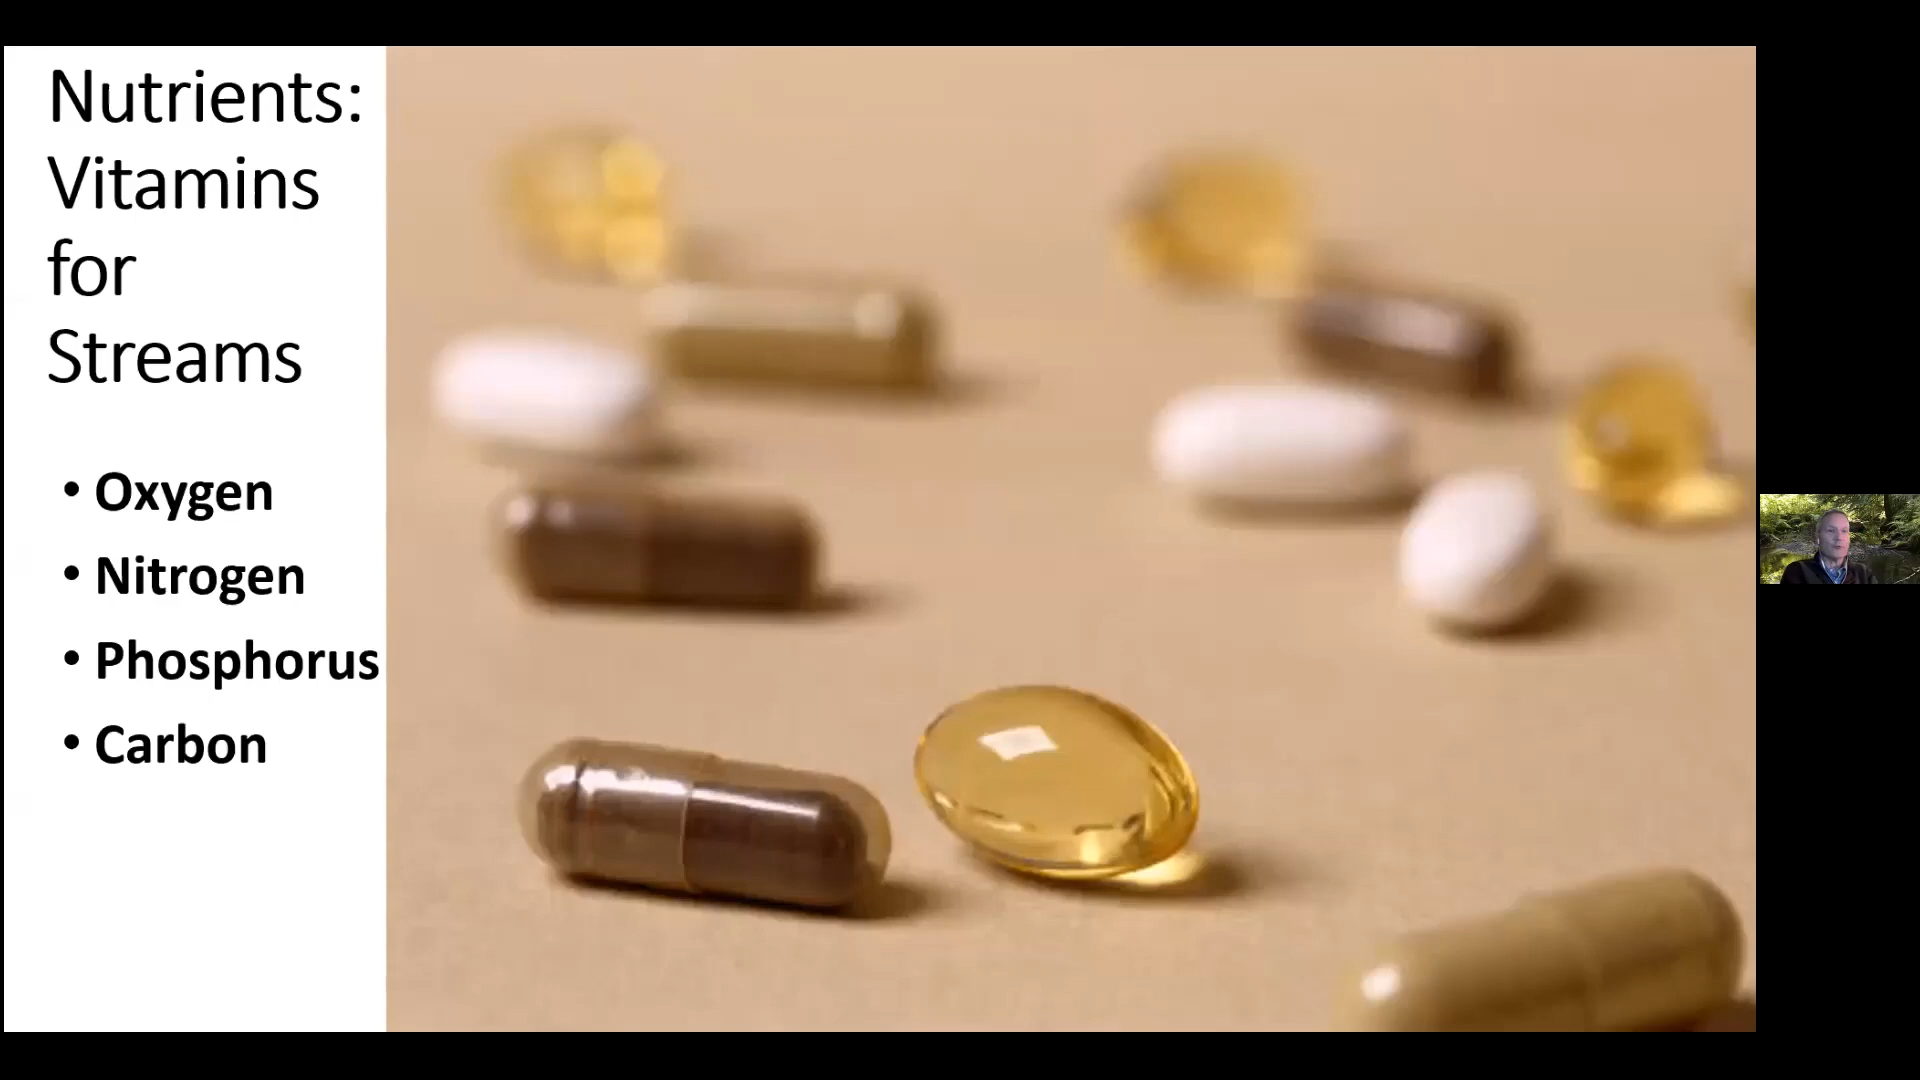 Nutrients:
Vitamins
for
Streams
• Oxygen
• Nitrogen
• Phosphorus
• Carbon